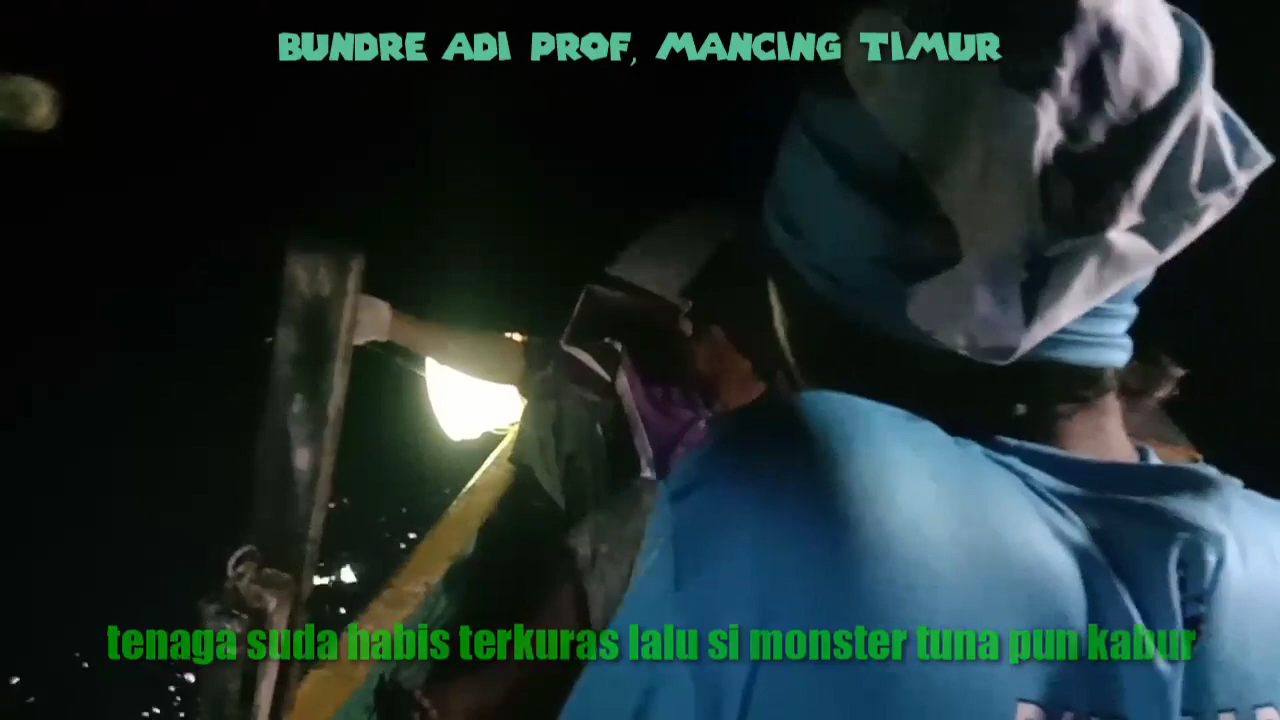 BUNDRE ADI PROF, MANCING TIMUR
tenaga suda habis terkuras lalu si monster tuna pun kabur